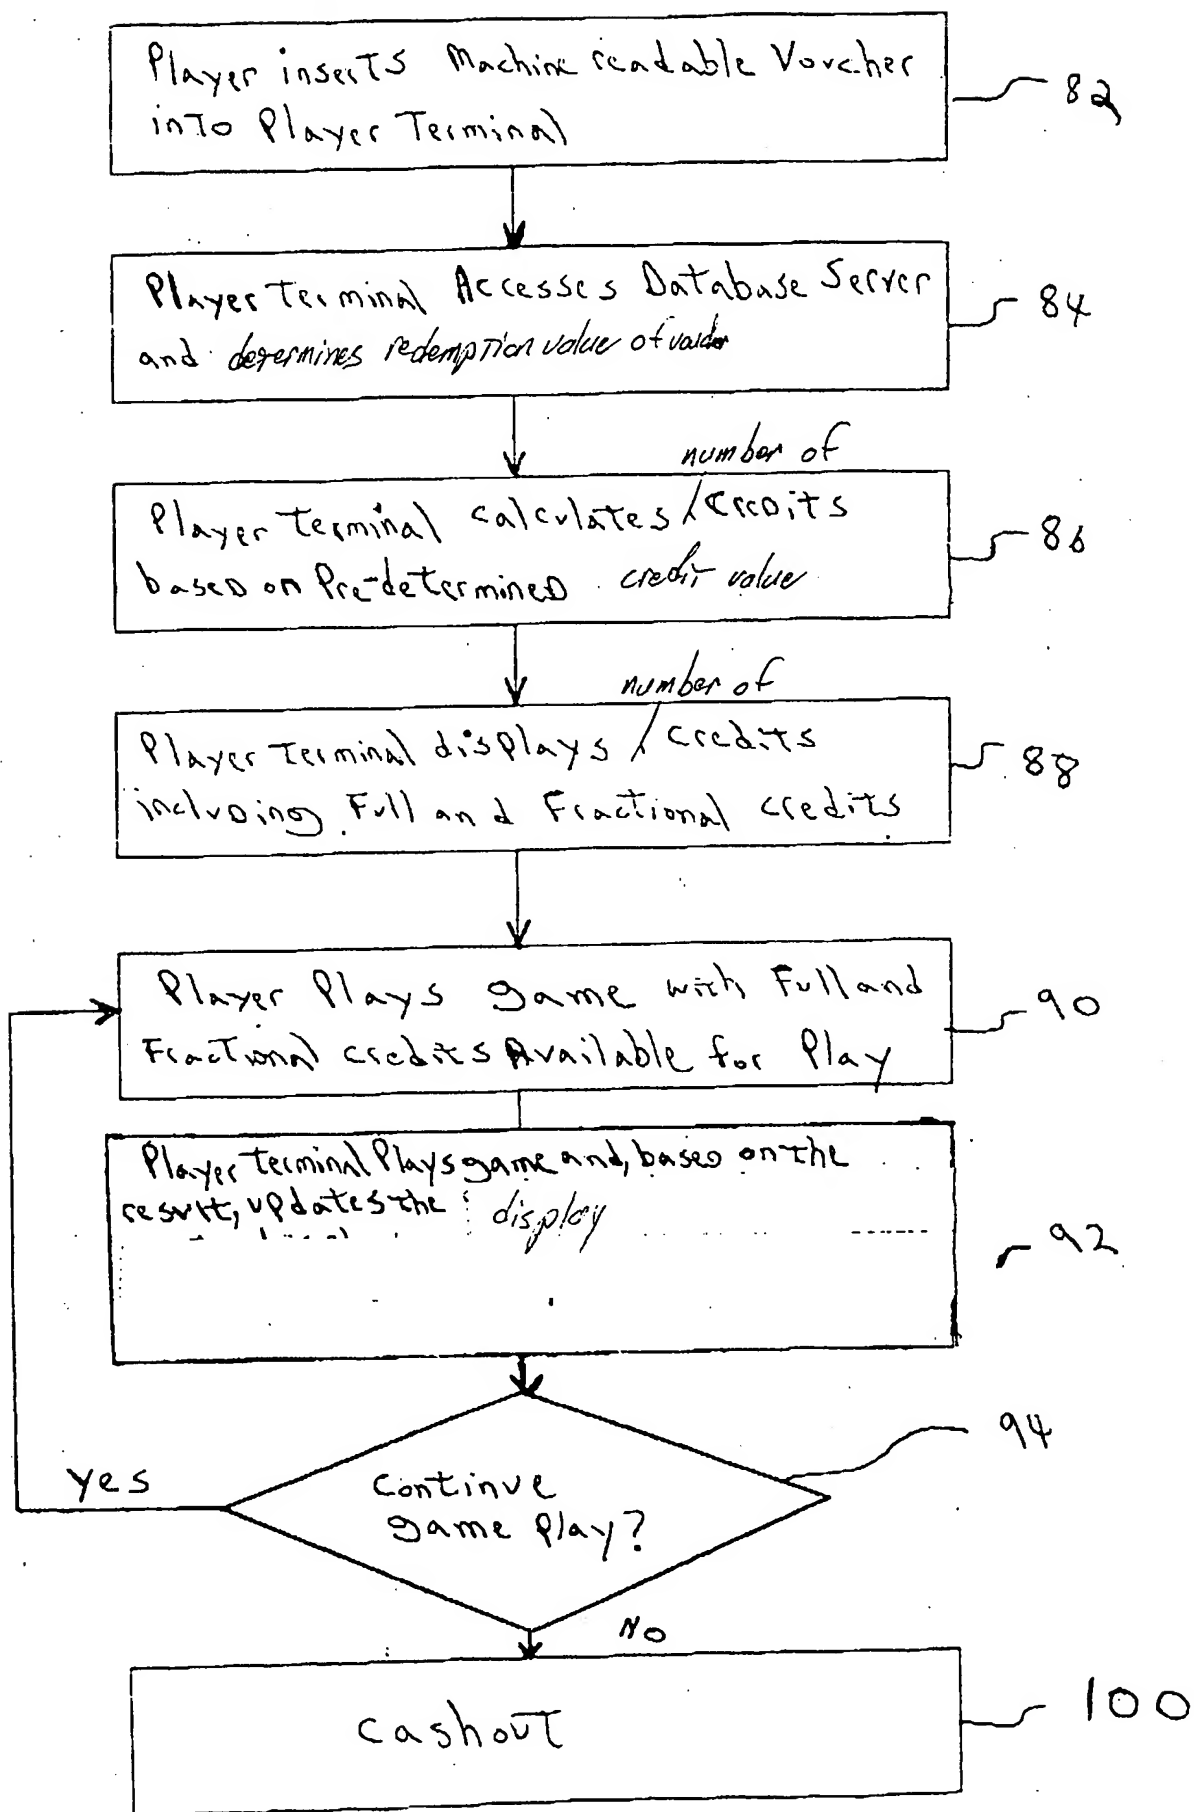 Player inserts Machine readable Voucher
into Player Terminal
82
Player Terminal Accesses Database Server
and determines redemption value of
84
number of
Player Terminal calculates / Credits
based on Pre-determined credit value
86
number of
Player Terminal displays / credits
including Full and Fractional credits
88
Player Plays game with Full and
Fractional credits Available for Play
90
Player terminal Plays game and, based on the
result, updates the display
92
Continue
game Play?
94
yes
No
Cashout
100